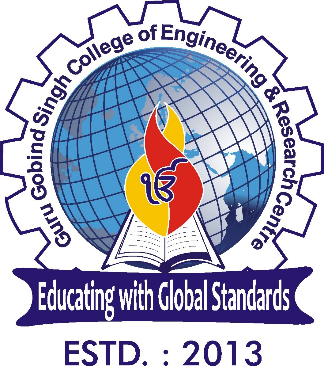 Guru Gobind Singh College of Engineering & Research Centre
ੴ
Educating with Global Standards
ESTD. : 2013